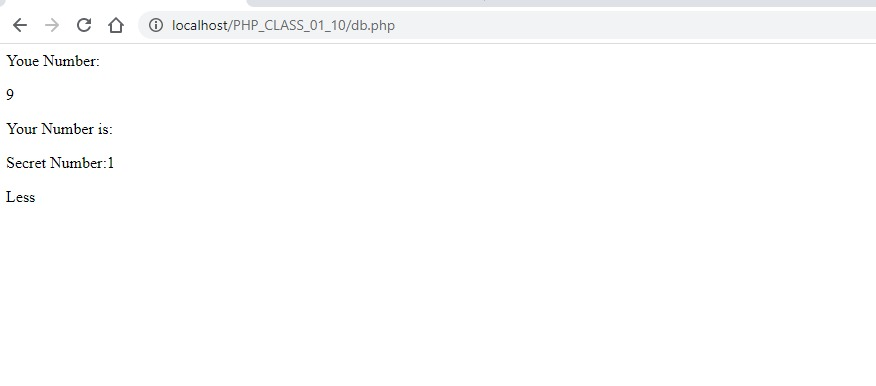 localhost/PHP_CLASS_01_10/db.php
Youe Number:
9
Your Number is:
Secret Number:1
Less